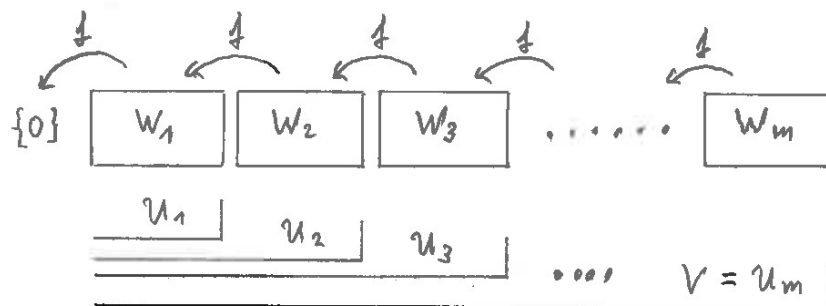 f f f f f
{0} W₁ W₂ W₃ ...... Wₘ
U₁ U₂ U₃ .... V = Uₘ